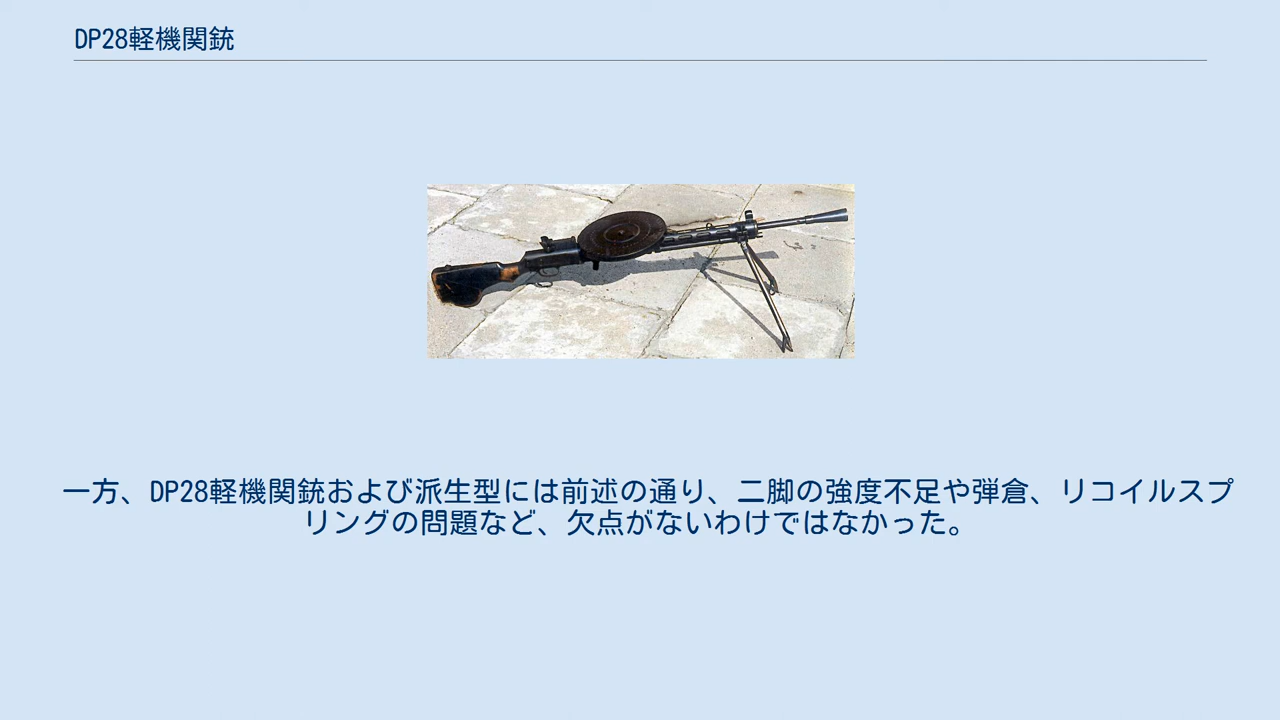 DP28軽機関銃
一方、DP28軽機関銃および派生型には前述の通り、二脚の強度不足や弾倉、リコイルスプ
リングの問題など、欠点がないわけではなかった。